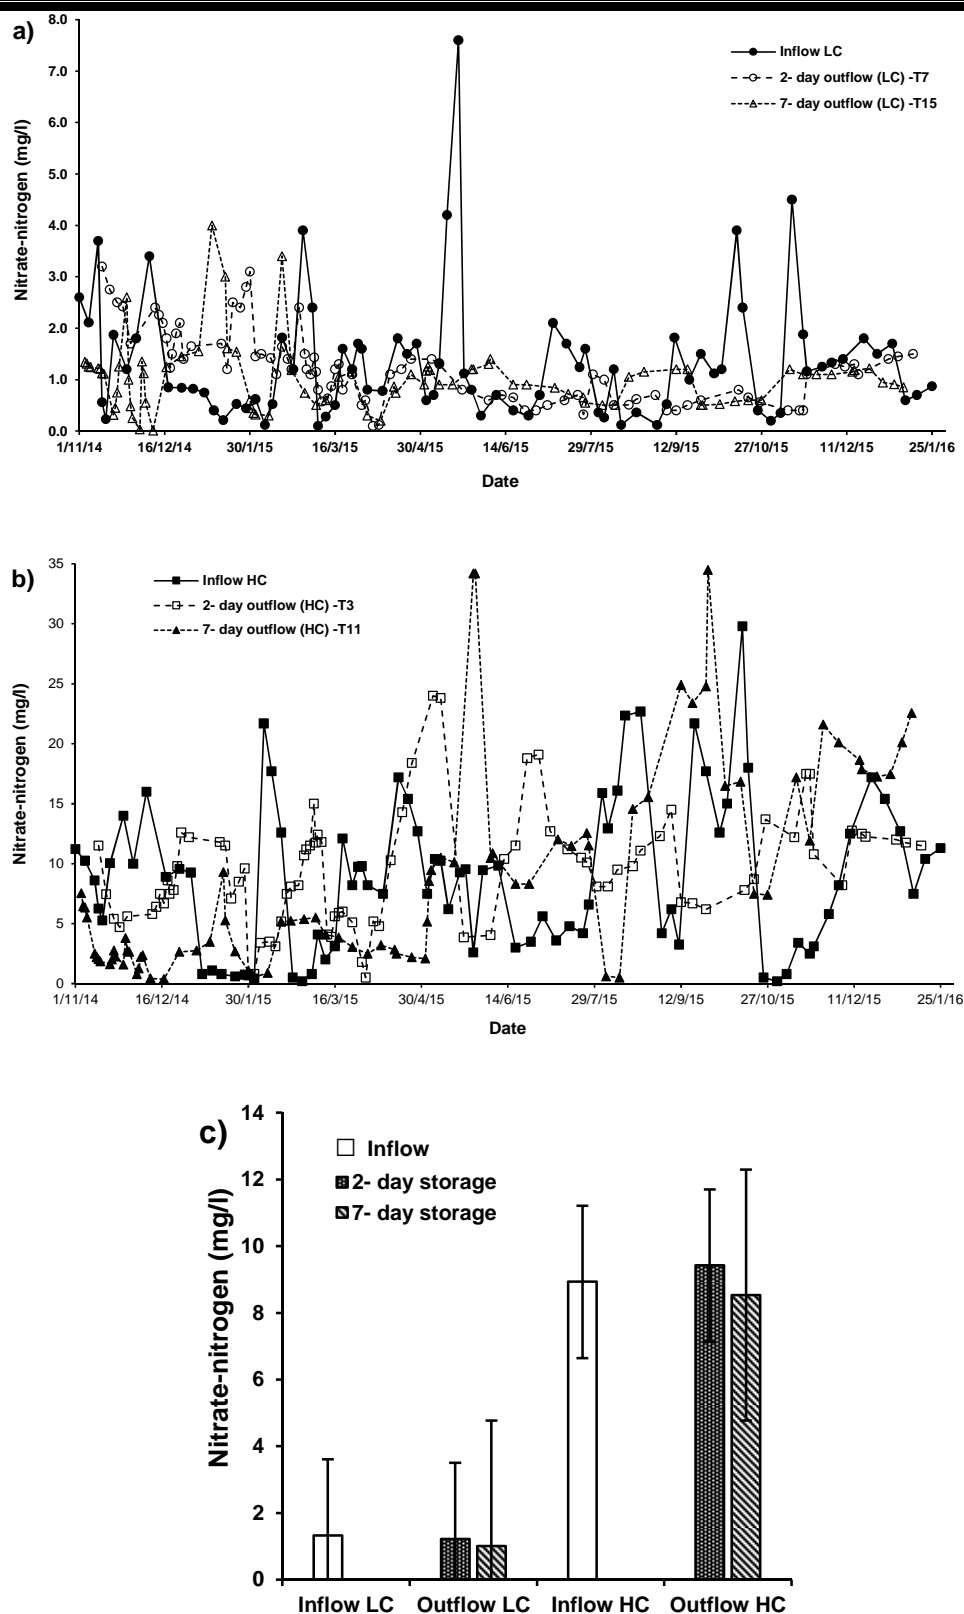 a)
8.0
7.0
6.0
5.0
4.0
3.0
2.0
1.0
0.0
Nitrate-nitrogen (mg/l)
Inflow LC
2- day outflow (LC) -T7
7- day outflow (LC) -T15
1/11/14 16/12/14 30/1/15 16/3/15 30/4/15 14/6/15 29/7/15 12/9/15 27/10/15 11/12/15 25/1/16
Date
b)
35
30
25
20
15
10
5
0
Nitrate-nitrogen (mg/l)
Inflow HC
2- day outflow (HC) -T3
7- day outflow (HC) -T11
1/11/14 16/12/14 30/1/15 16/3/15 30/4/15 14/6/15 29/7/15 12/9/15 27/10/15 11/12/15 25/1/16
Date
c)
14
12
10
8
6
4
2
0
Nitrate-nitrogen (mg/l)
Inflow
2- day storage
7- day storage
Inflow LC Outflow LC Inflow HC Outflow HC